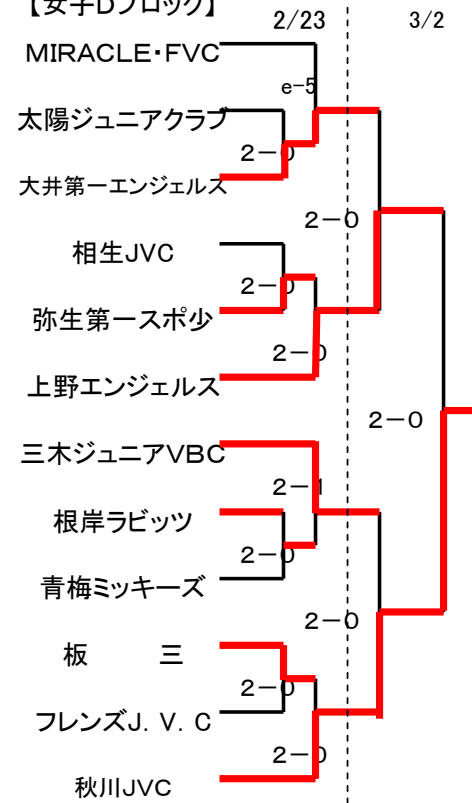 【女子Dブロック】
2/23
3/2
MIRACLE・FVC
e-5
太陽ジュニアクラブ
2－0
大井第一エンジェルス
2－0
相生JVC
2－0
弥生第一スポ少
2－0
上野エンジェルス
2－0
三木ジュニアVBC
2－1
根岸ラビッツ
2－0
青梅ミッキーズ
2－0
板　　三
2－0
フレンズJ．V．C
2－0
秋川JVC